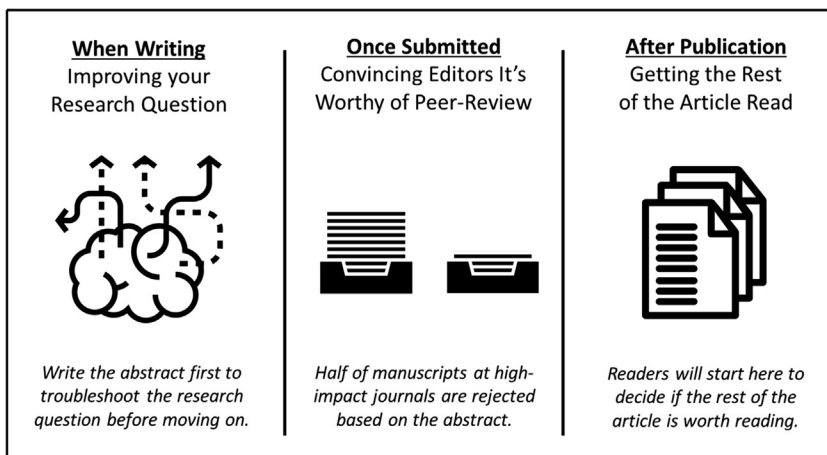 When Writing
Improving your
Research Question
Write the abstract first to
troubleshoot the research
question before moving on.
Once Submitted
Convincing Editors It's
Worthy of Peer-Review
Half of manuscripts at high-
impact journals are rejected
based on the abstract.
After Publication
Getting the Rest
of the Article Read
Readers will start here to
decide if the rest of the
article is worth reading.